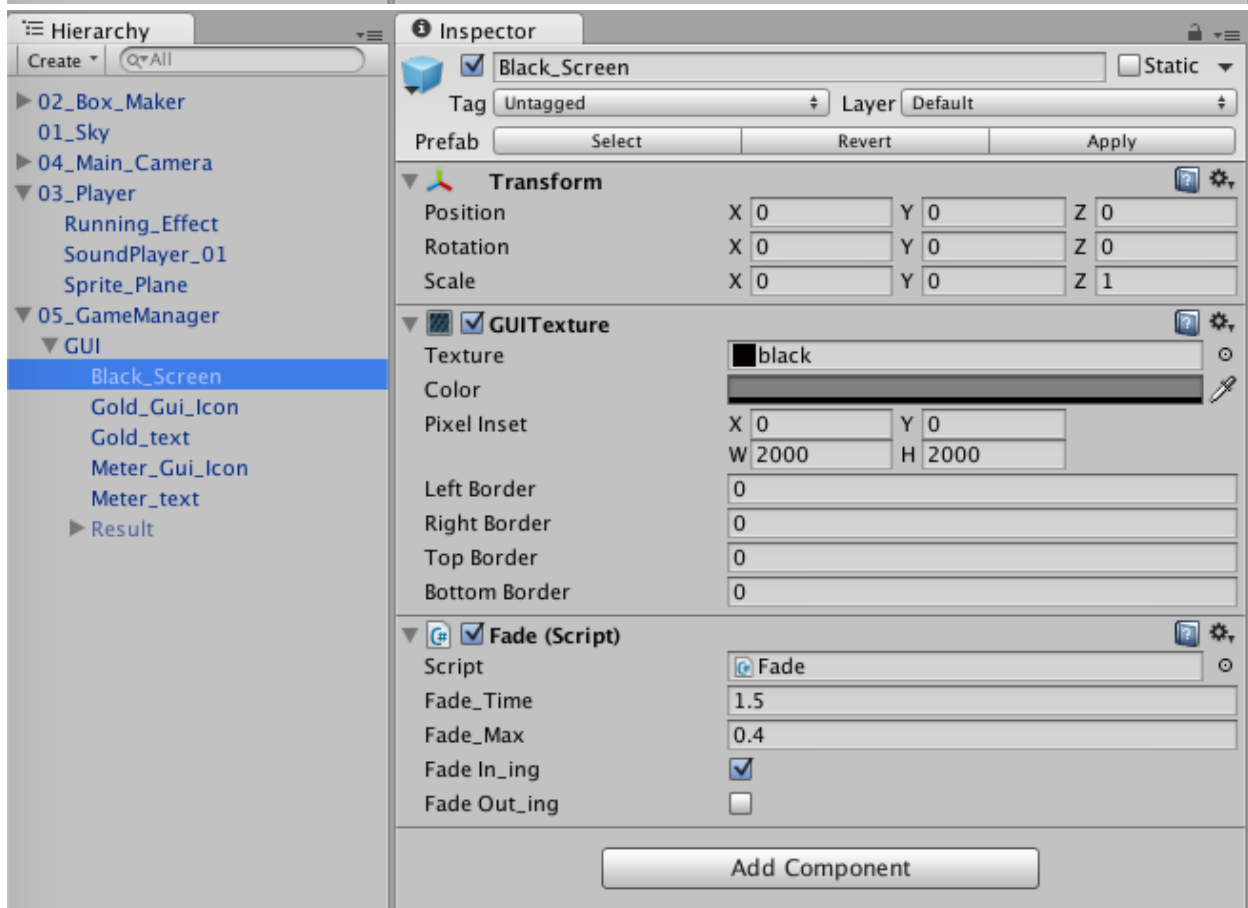 Hierarchy
Create All
02_Box_Maker
01_Sky
04_Main_Camera
03_Player
Running_Effect
SoundPlayer_01
Sprite_Plane
05_GameManager
GUI
Black_Screen
Gold_Gui_Icon
Gold_text
Meter_Gui_Icon
Meter_text
Result
Inspector
Black_Screen Static
Tag Untagged Layer Default
Prefab Select Revert Apply
Transform
Position X 0 Y 0 Z 0
Rotation X 0 Y 0 Z 0
Scale X 0 Y 0 Z 1
GUITexture
Texture black
Color
Pixel Inset X 0 Y 0
W 2000 H 2000
Left Border 0
Right Border 0
Top Border 0
Bottom Border 0
Fade (Script)
Script Fade
Fade_Time 1.5
Fade_Max 0.4
Fade In_ing
Fade Out_ing
Add Component